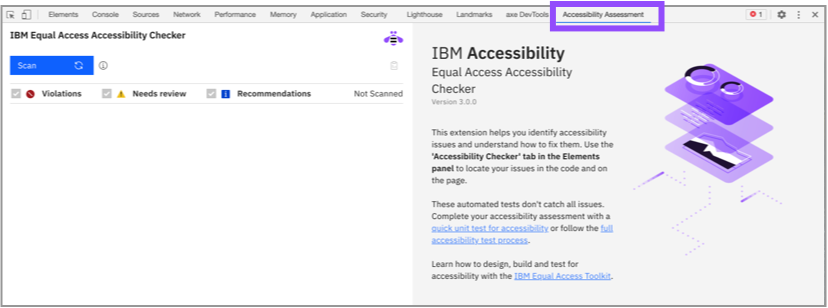 Elements Console Sources Network Performance Memory Application Security Lighthouse Landmarks axe DevTools Accessibility Assessment 1
IBM Equal Access Accessibility Checker
Scan
Violations Needs review Recommendations Not Scanned
IBM Accessibility
Equal Access Accessibility
Checker
Version 3.0.0
This extension helps you identify accessibility
issues and understand how to fix them. Use the
'Accessibility Checker' tab in the Elements
panel to locate your issues in the code and on
the page.
These automated tests don't catch all issues.
Complete your accessibility assessment with a
quick unit test for accessibility or follow the full
accessibility test process.
Learn how to design, build and test for
accessibility with the IBM Equal Access Toolkit.